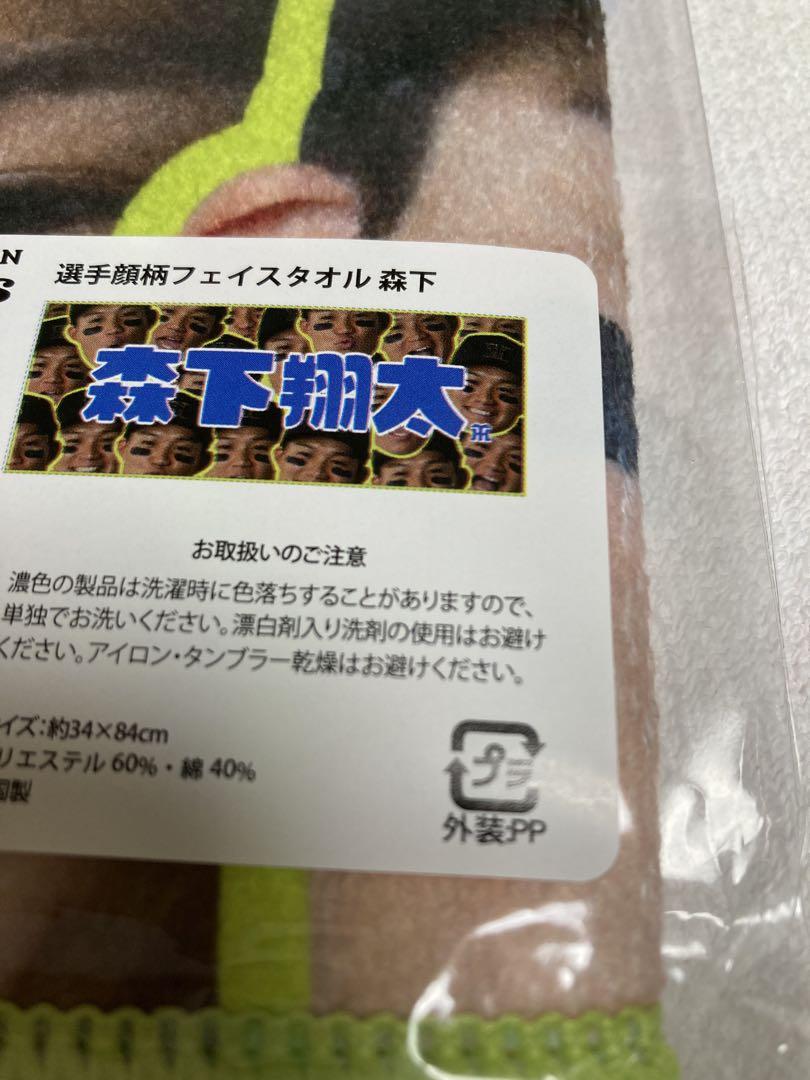 N
S
選手顔柄フェイスタオル 森下
森下翔太
お取扱いのご注意
濃色の製品は洗濯時に色落ちすることがありますので、
単独でお洗いください。漂白剤入り洗剤の使用はお避け
ください。アイロン・タンブラー乾燥はお避けください。
イズ:約34×84cm
リエステル 60%・綿 40%
国製
プラ
外装:PP